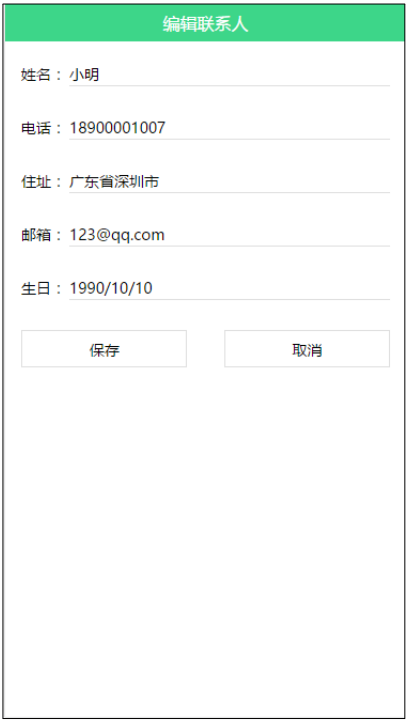 编辑联系人
姓名：小明
电话：18900001007
住址：广东省深圳市
邮箱：123@qq.com
生日：1990/10/10
保存 取消